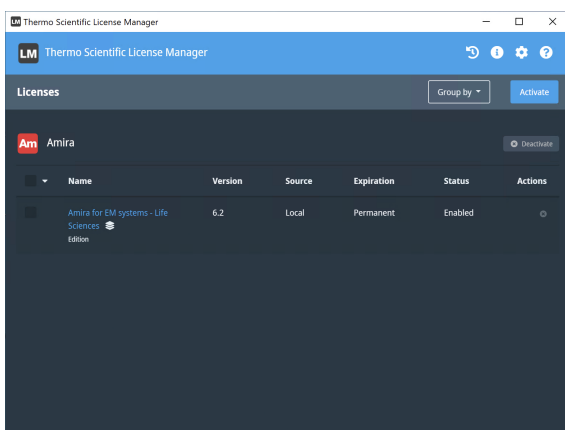 LM Thermo Scientific License Manager
LM Thermo Scientific License Manager
Licenses Group by Activate
Am Amira Deactivate
Name Version Source Expiration Status Actions
Amira for EM systems - Life 6.2 Local Permanent Enabled
Sciences
Edition